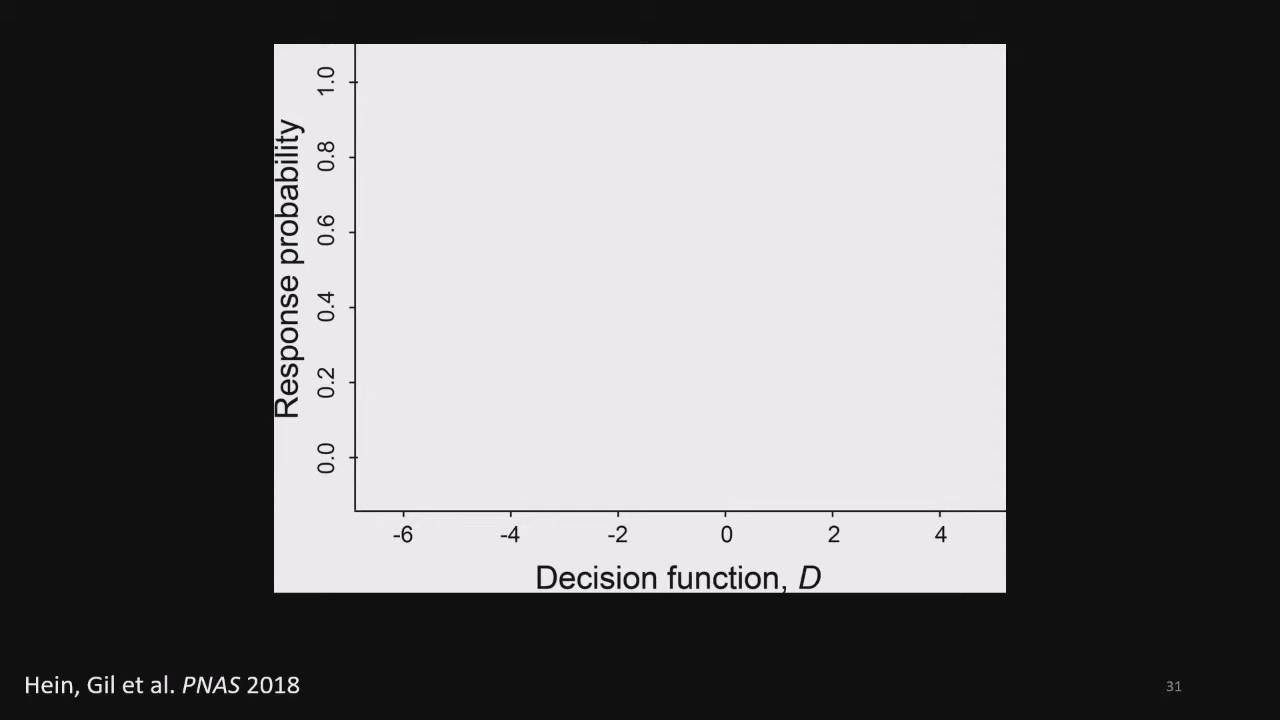 Response probability
1.0
0.8
0.6
0.4
0.2
0.0
-6 -4 -2 0 2 4
Decision function, D
Hein, Gil et al. PNAS 2018
31